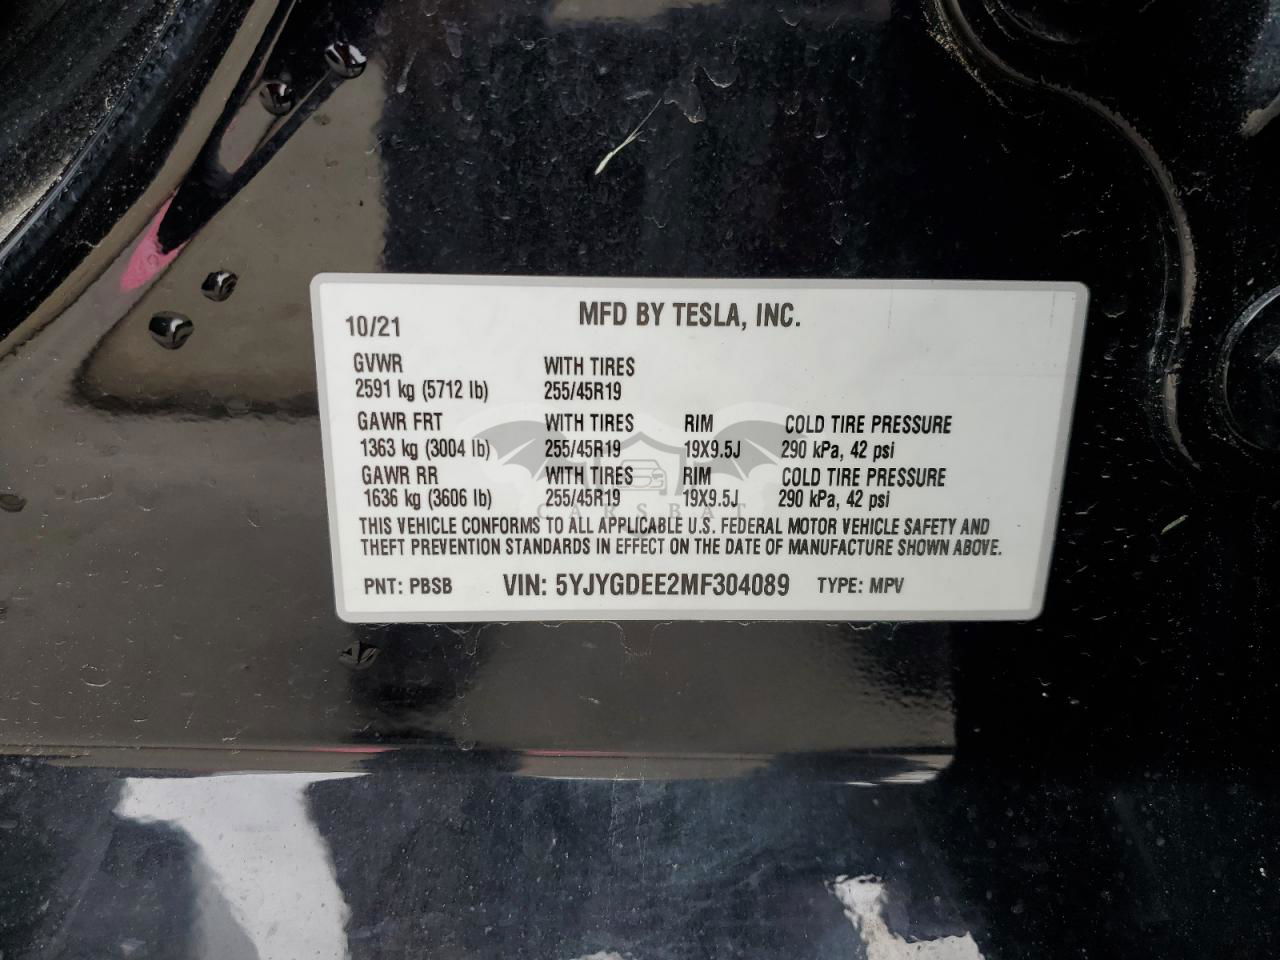 10/21 MFD BY TESLA, INC.
GVWR WITH TIRES
2591 kg (5712 lb) 255/45R19
GAWR FRT WITH TIRES RIM COLD TIRE PRESSURE
1363 kg (3004 lb) 255/45R19 19X9.5J 290 kPa, 42 psi
GAWR RR WITH TIRES RIM COLD TIRE PRESSURE
1636 kg (3606 lb) 255/45R19 19X9.5J 290 kPa, 42 psi
CARSBAT
THIS VEHICLE CONFORMS TO ALL APPLICABLE U.S. FEDERAL MOTOR VEHICLE SAFETY AND
THEFT PREVENTION STANDARDS IN EFFECT ON THE DATE OF MANUFACTURE SHOWN ABOVE.
PNT: PBSB VIN: 5YJYGDEE2MF304089 TYPE: MPV